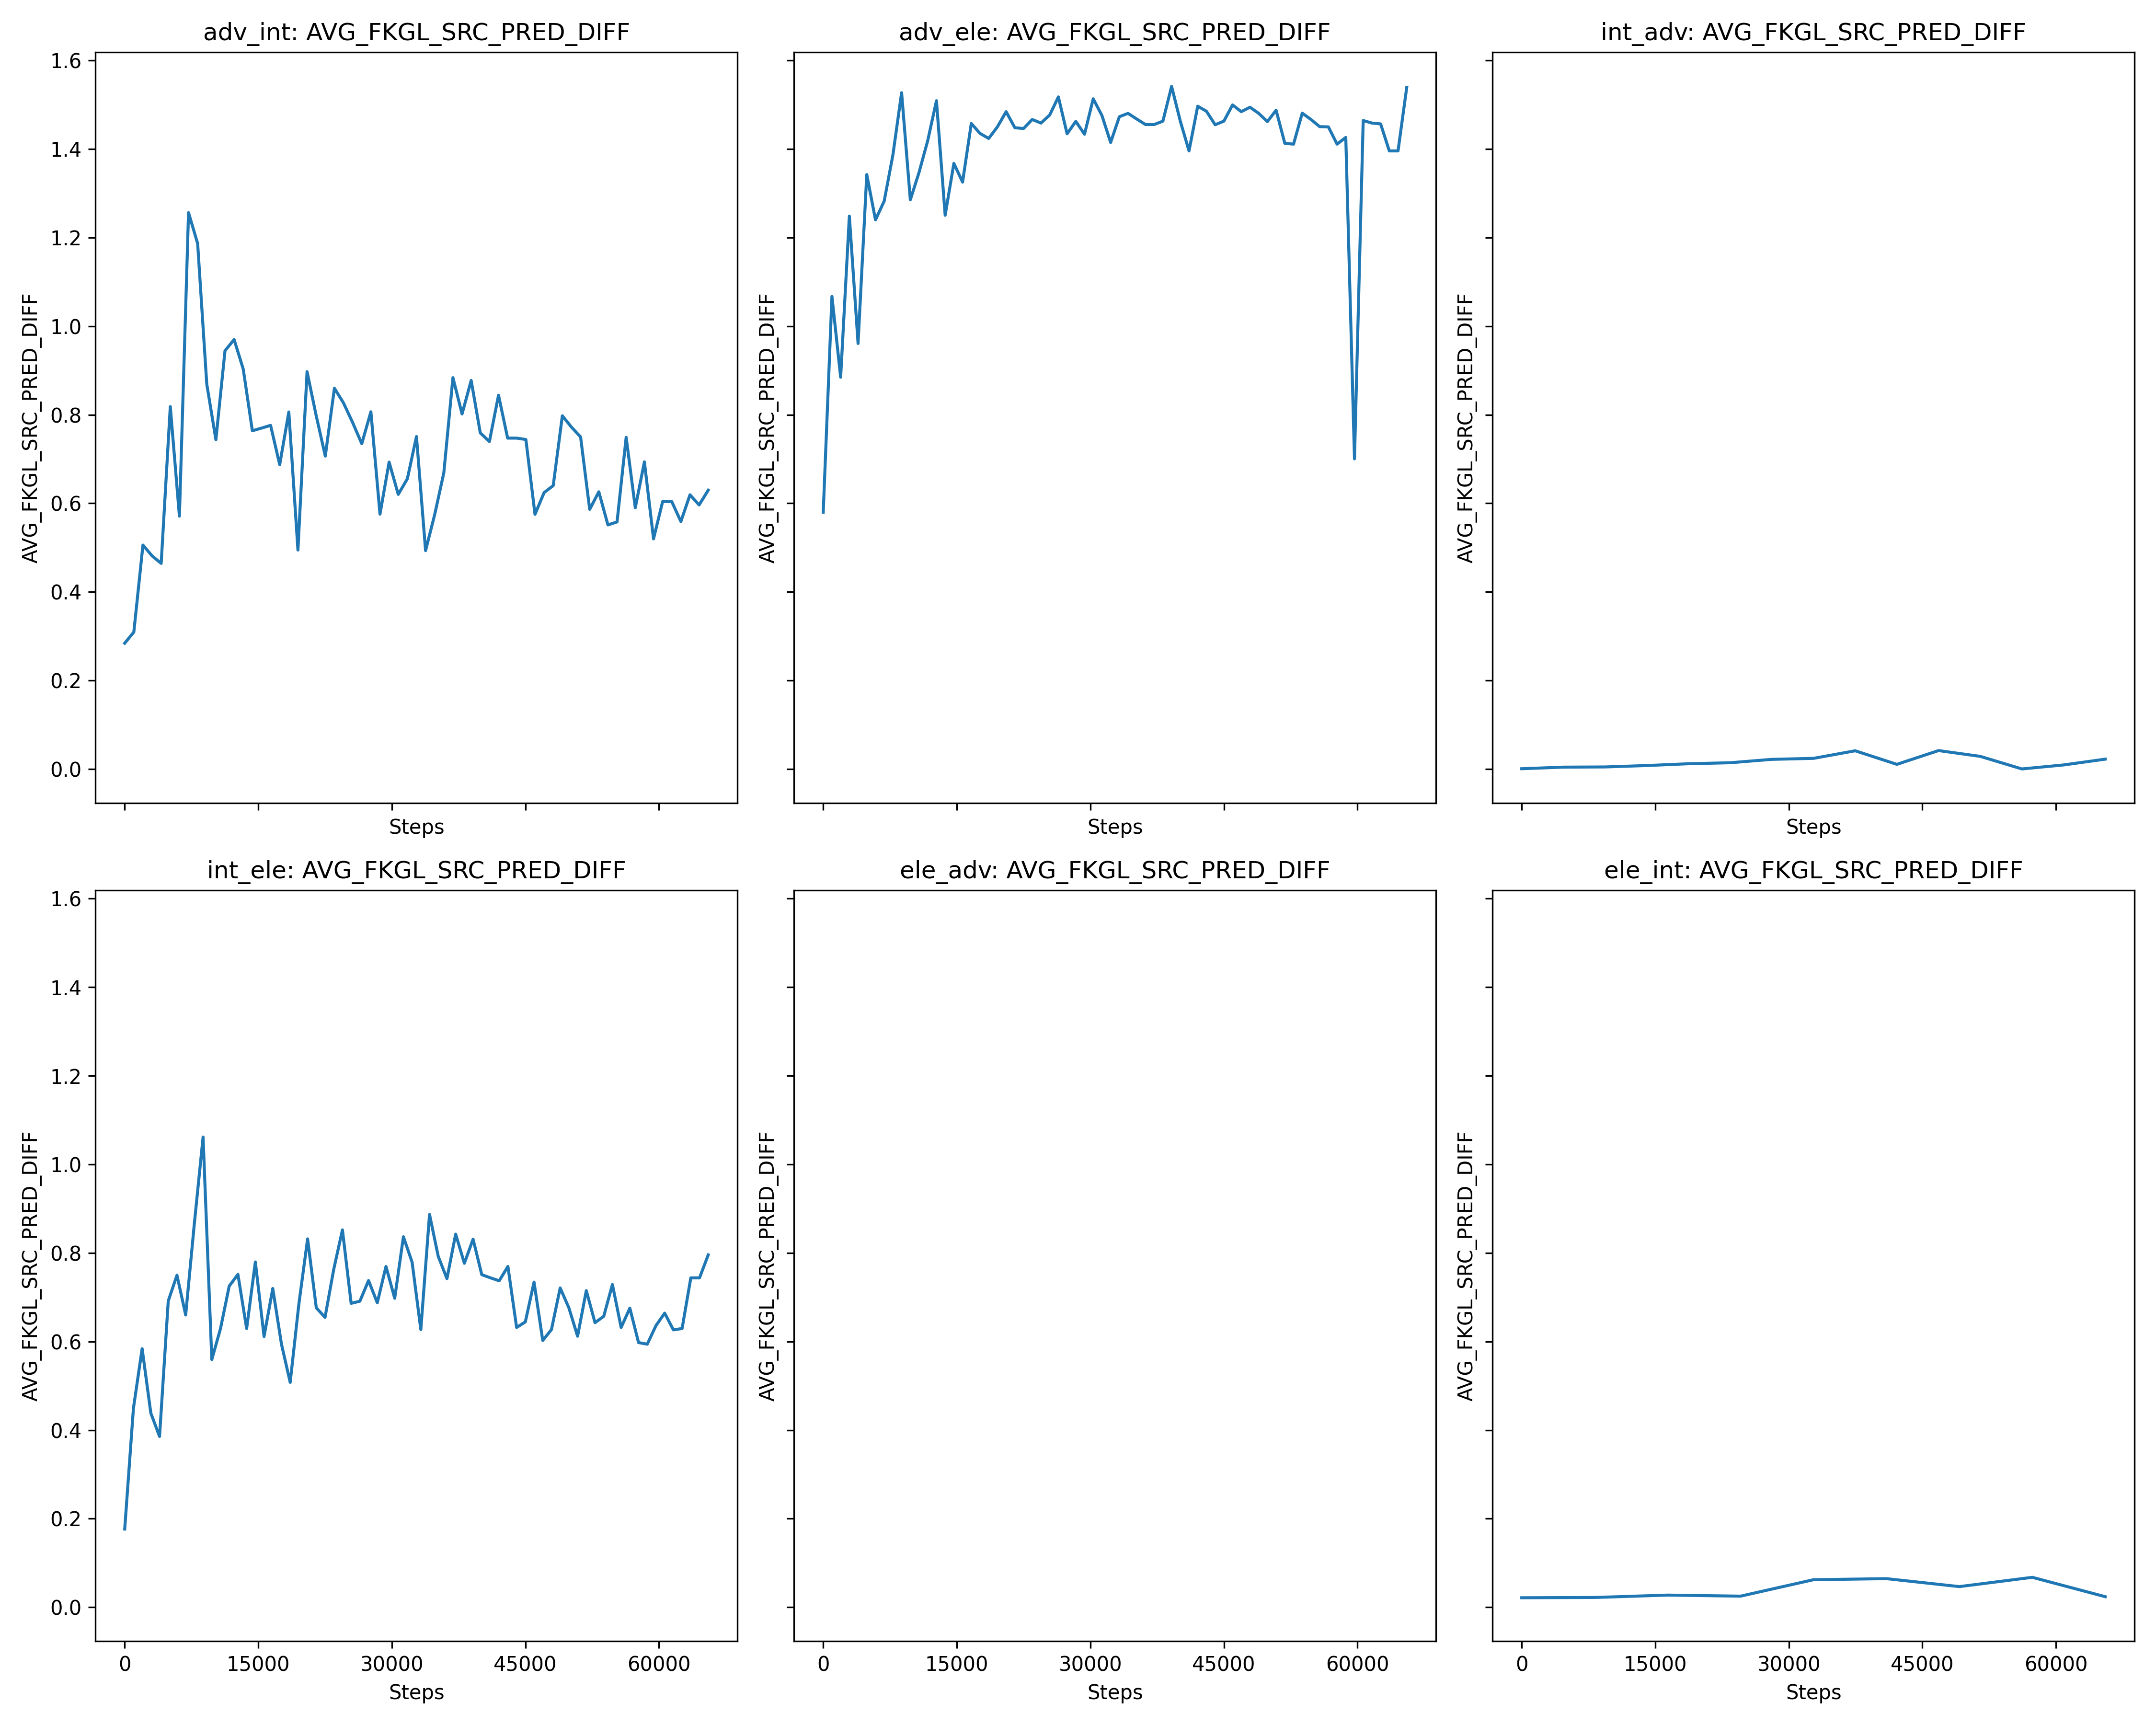 adv_int: AVG_FKGL_SRC_PRED_DIFF
adv_ele: AVG_FKGL_SRC_PRED_DIFF
int_adv: AVG_FKGL_SRC_PRED_DIFF
AVG_FKGL_SRC_PRED_DIFF
1.6
1.4
1.2
1.0
0.8
0.6
0.4
0.2
0.0
Steps
AVG_FKGL_SRC_PRED_DIFF
Steps
AVG_FKGL_SRC_PRED_DIFF
Steps
int_ele: AVG_FKGL_SRC_PRED_DIFF
ele_adv: AVG_FKGL_SRC_PRED_DIFF
ele_int: AVG_FKGL_SRC_PRED_DIFF
AVG_FKGL_SRC_PRED_DIFF
1.6
1.4
1.2
1.0
0.8
0.6
0.4
0.2
0.0
0 15000 30000 45000 60000
Steps
AVG_FKGL_SRC_PRED_DIFF
0 15000 30000 45000 60000
Steps
AVG_FKGL_SRC_PRED_DIFF
0 15000 30000 45000 60000
Steps